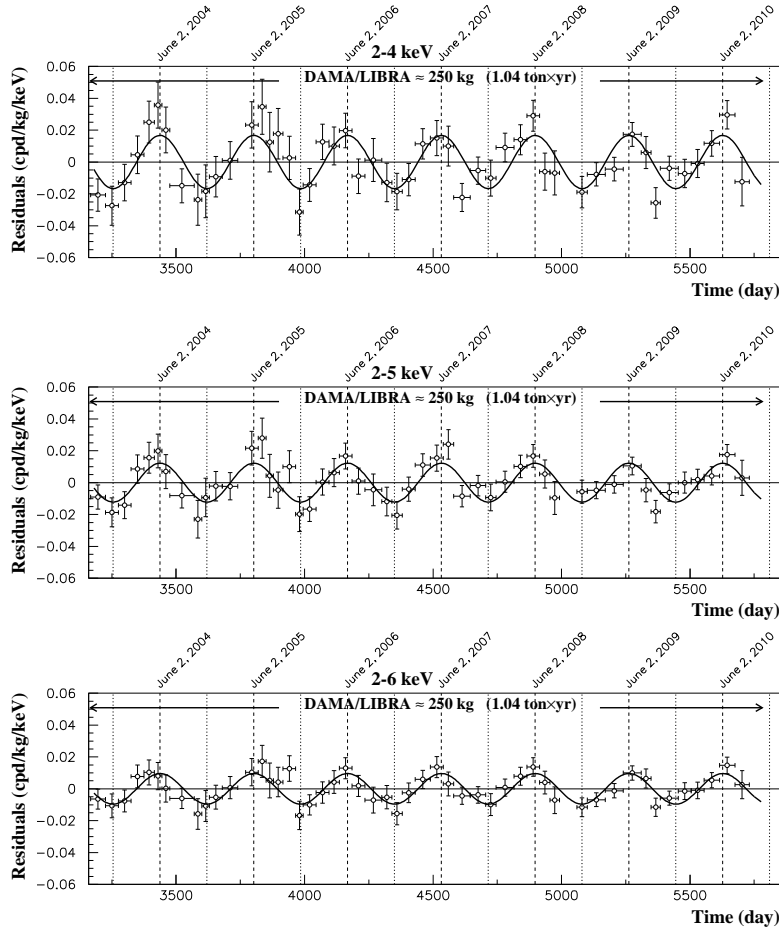 June 2, 2004 June 2, 2005 June 2, 2006 June 2, 2007 June 2, 2008 June 2, 2009 June 2, 2010
2-4 keV
DAMA/LIBRA ≈ 250 kg (1.04 ton×yr)
Residuals (cpd/kg/keV)
0.06
0.04
0.02
0
−0.02
−0.04
−0.06
3500 4000 4500 5000 5500
Time (day)
June 2, 2004 June 2, 2005 June 2, 2006 June 2, 2007 June 2, 2008 June 2, 2009 June 2, 2010
2-5 keV
DAMA/LIBRA ≈ 250 kg (1.04 ton×yr)
Residuals (cpd/kg/keV)
0.06
0.04
0.02
0
−0.02
−0.04
−0.06
3500 4000 4500 5000 5500
Time (day)
June 2, 2004 June 2, 2005 June 2, 2006 June 2, 2007 June 2, 2008 June 2, 2009 June 2, 2010
2-6 keV
DAMA/LIBRA ≈ 250 kg (1.04 ton×yr)
Residuals (cpd/kg/keV)
0.06
0.04
0.02
0
−0.02
−0.04
−0.06
3500 4000 4500 5000 5500
Time (day)